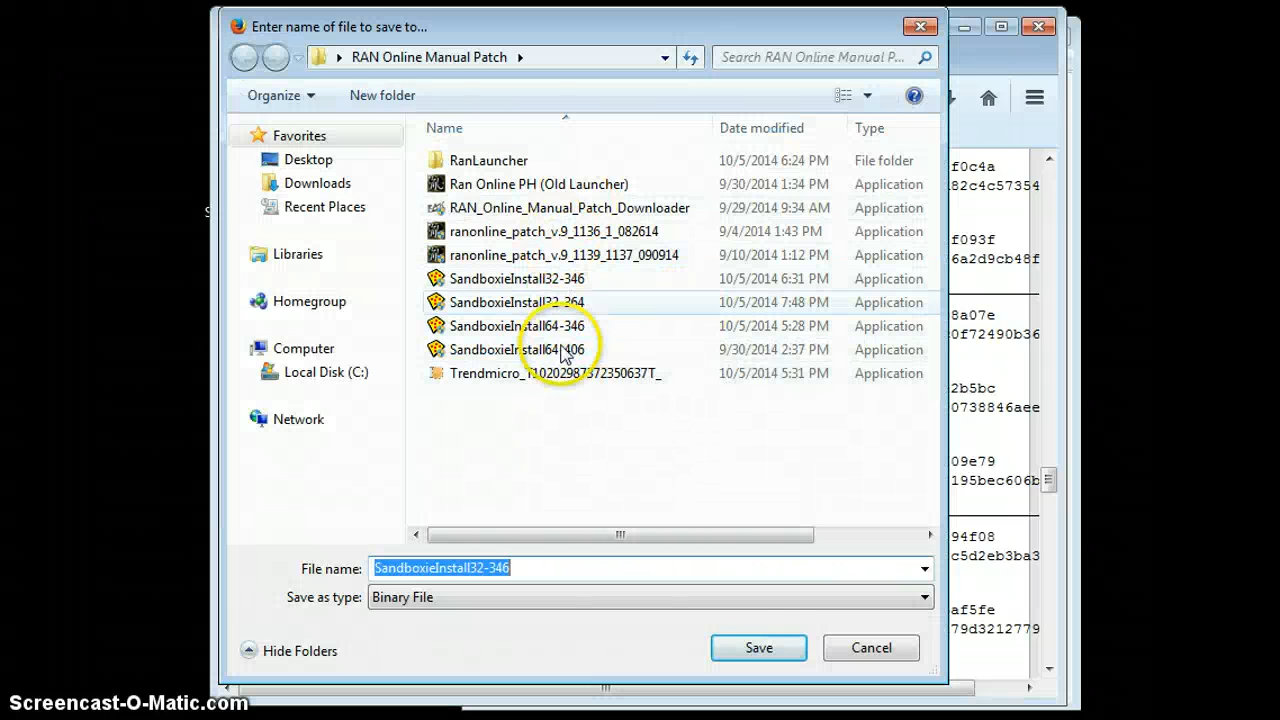 Enter name of file to save to...
RAN Online Manual Patch
Search RAN Online Manual P...
Organize
New folder
Name
Date modified
Type
Favorites
Desktop
Downloads
Recent Places
Libraries
Homegroup
Computer
Local Disk (C:)
Network
RanLauncher 10/5/2014 6:24 PM File folder
Ran Online PH (Old Launcher) 9/30/2014 1:34 PM Application
RAN_Online_Manual_Patch_Downloader 9/29/2014 9:34 AM Application
ranonline_patch_v.9_1136_1_082614 9/4/2014 1:43 PM Application
ranonline_patch_v.9_1139_1137_090914 9/10/2014 1:12 PM Application
SandboxieInstall32-346 10/5/2014 6:31 PM Application
SandboxieInstall32-364 10/5/2014 7:48 PM Application
SandboxieInstall64-346 10/5/2014 5:28 PM Application
SandboxieInstall64-406 9/30/2014 2:37 PM Application
10/5/2014 5:31 PM Application
File name: SandboxieInstall32-346
Save as type: Binary File
Hide Folders
Save
Cancel
f0c4a
82c4c57354
f093f
6a2d9cb48f
8a07e
0f72490b36
2b5bc
0738846aee
09e79
195bec606b
94f08
c5d2eb3ba3
af5fe
79d3212779
Screencast-O-Matic.com